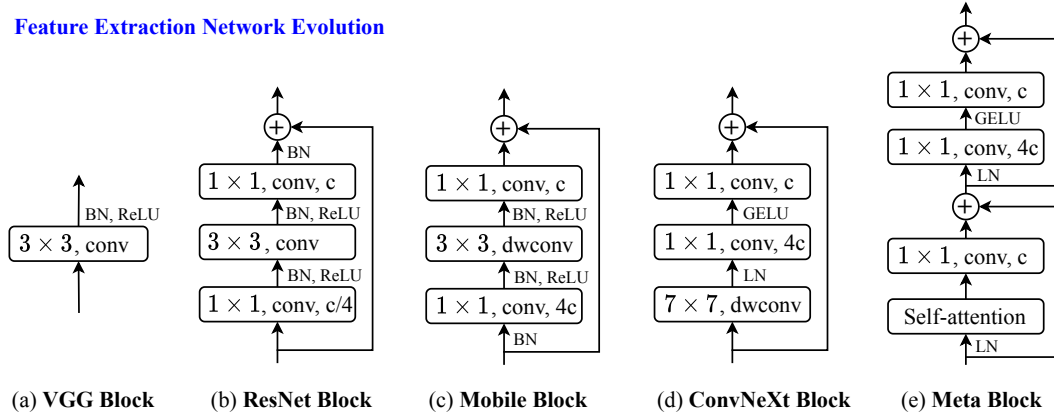 Feature Extraction Network Evolution
BN, ReLU
3 × 3, conv
(a) VGG Block
+
BN
1 × 1, conv, c
BN, ReLU
3 × 3, conv
BN, ReLU
1 × 1, conv, c/4
(b) ResNet Block
+
1 × 1, conv, c
BN, ReLU
3 × 3, dwconv
BN, ReLU
1 × 1, conv, 4c
BN
(c) Mobile Block
+
1 × 1, conv, c
GELU
1 × 1, conv, 4c
LN
7 × 7, dwconv
(d) ConvNeXt Block
+
1 × 1, conv, c
GELU
1 × 1, conv, 4c
LN
+
1 × 1, conv, c
Self-attention
LN
(e) Meta Block